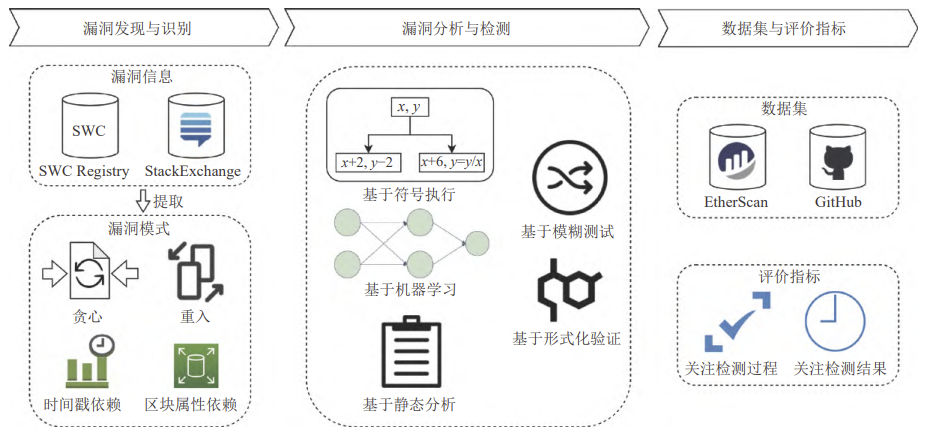 漏洞发现与识别
漏洞分析与检测
数据集与评价指标
漏洞信息
SWC
SWC Registry
StackExchange
提取
漏洞模式
贪心
重入
时间戳依赖
区块属性依赖
x, y
x+2, y−2
x+6, y=y/x
基于符号执行
基于机器学习
基于静态分析
基于模糊测试
基于形式化验证
数据集
EtherScan
GitHub
评价指标
关注检测过程
关注检测结果